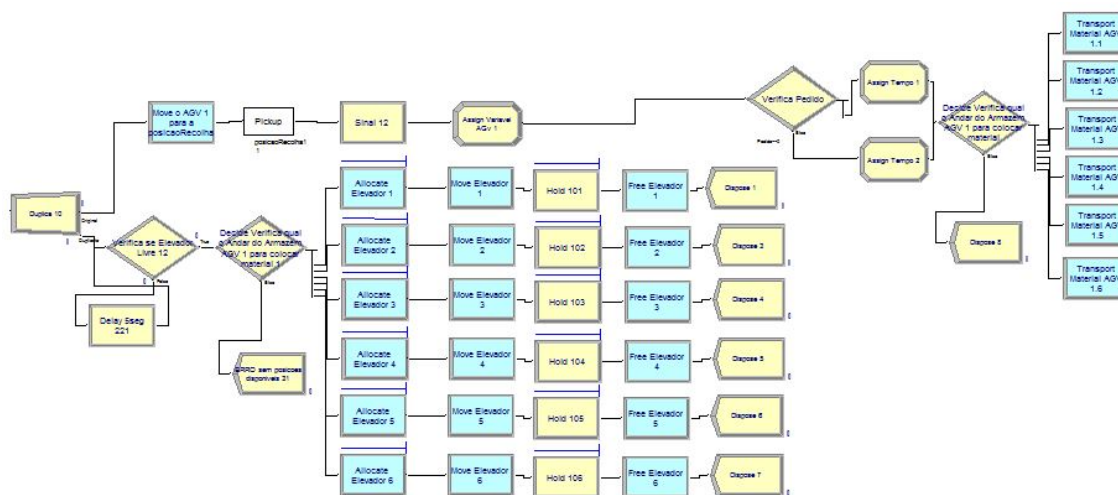 Transport
Material AGV
1.1
Transport
Material AGV
1.2
Transport
Material AGV
1.3
Transport
Material AGV
1.4
Transport
Material AGV
1.5
Transport
Material AGV
1.6
Move o AGV 1
para a
posicaoRecolha
Pickup
posicaoRecolha1
1
Sinal 12
Assign Variavel
AGv 1
Verifica Pedido
Else
Assign Tempo 1
Assign Tempo 2
Decide Verifica qual
o Andar do Armazém
AGV 1 para colocar
material
Else
Dispose 8
Duplica 10
Original
Duplicate
Verifica se Elevador
Livre 12
True
False
Delay 5seg
221
Decide Verifica qual
o Andar do Armazém
AGV 1 para colocar
material 1
Else
ERRO sem posicoes
disponiveis 31
Allocate
Elevador 1
Move Elevador
1
Hold 101
Free Elevador
1
Dispose 1
Allocate
Elevador 2
Move Elevador
2
Hold 102
Free Elevador
2
Dispose 3
Allocate
Elevador 3
Move Elevador
3
Hold 103
Free Elevador
3
Dispose 4
Allocate
Elevador 4
Move Elevador
4
Hold 104
Free Elevador
4
Dispose 5
Allocate
Elevador 5
Move Elevador
5
Hold 105
Free Elevador
5
Dispose 6
Allocate
Elevador 6
Move Elevador
6
Hold 106
Free Elevador
6
Dispose 7